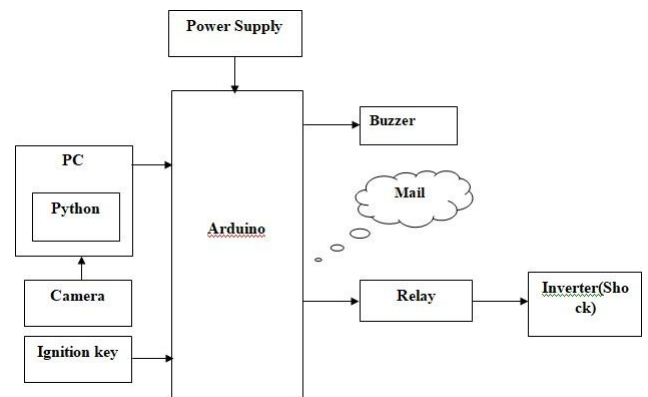 Power Supply
Buzzer
PC
Mail
Python
Arduino
Camera
Relay
Inverter(Sho
ck)
Ignition key